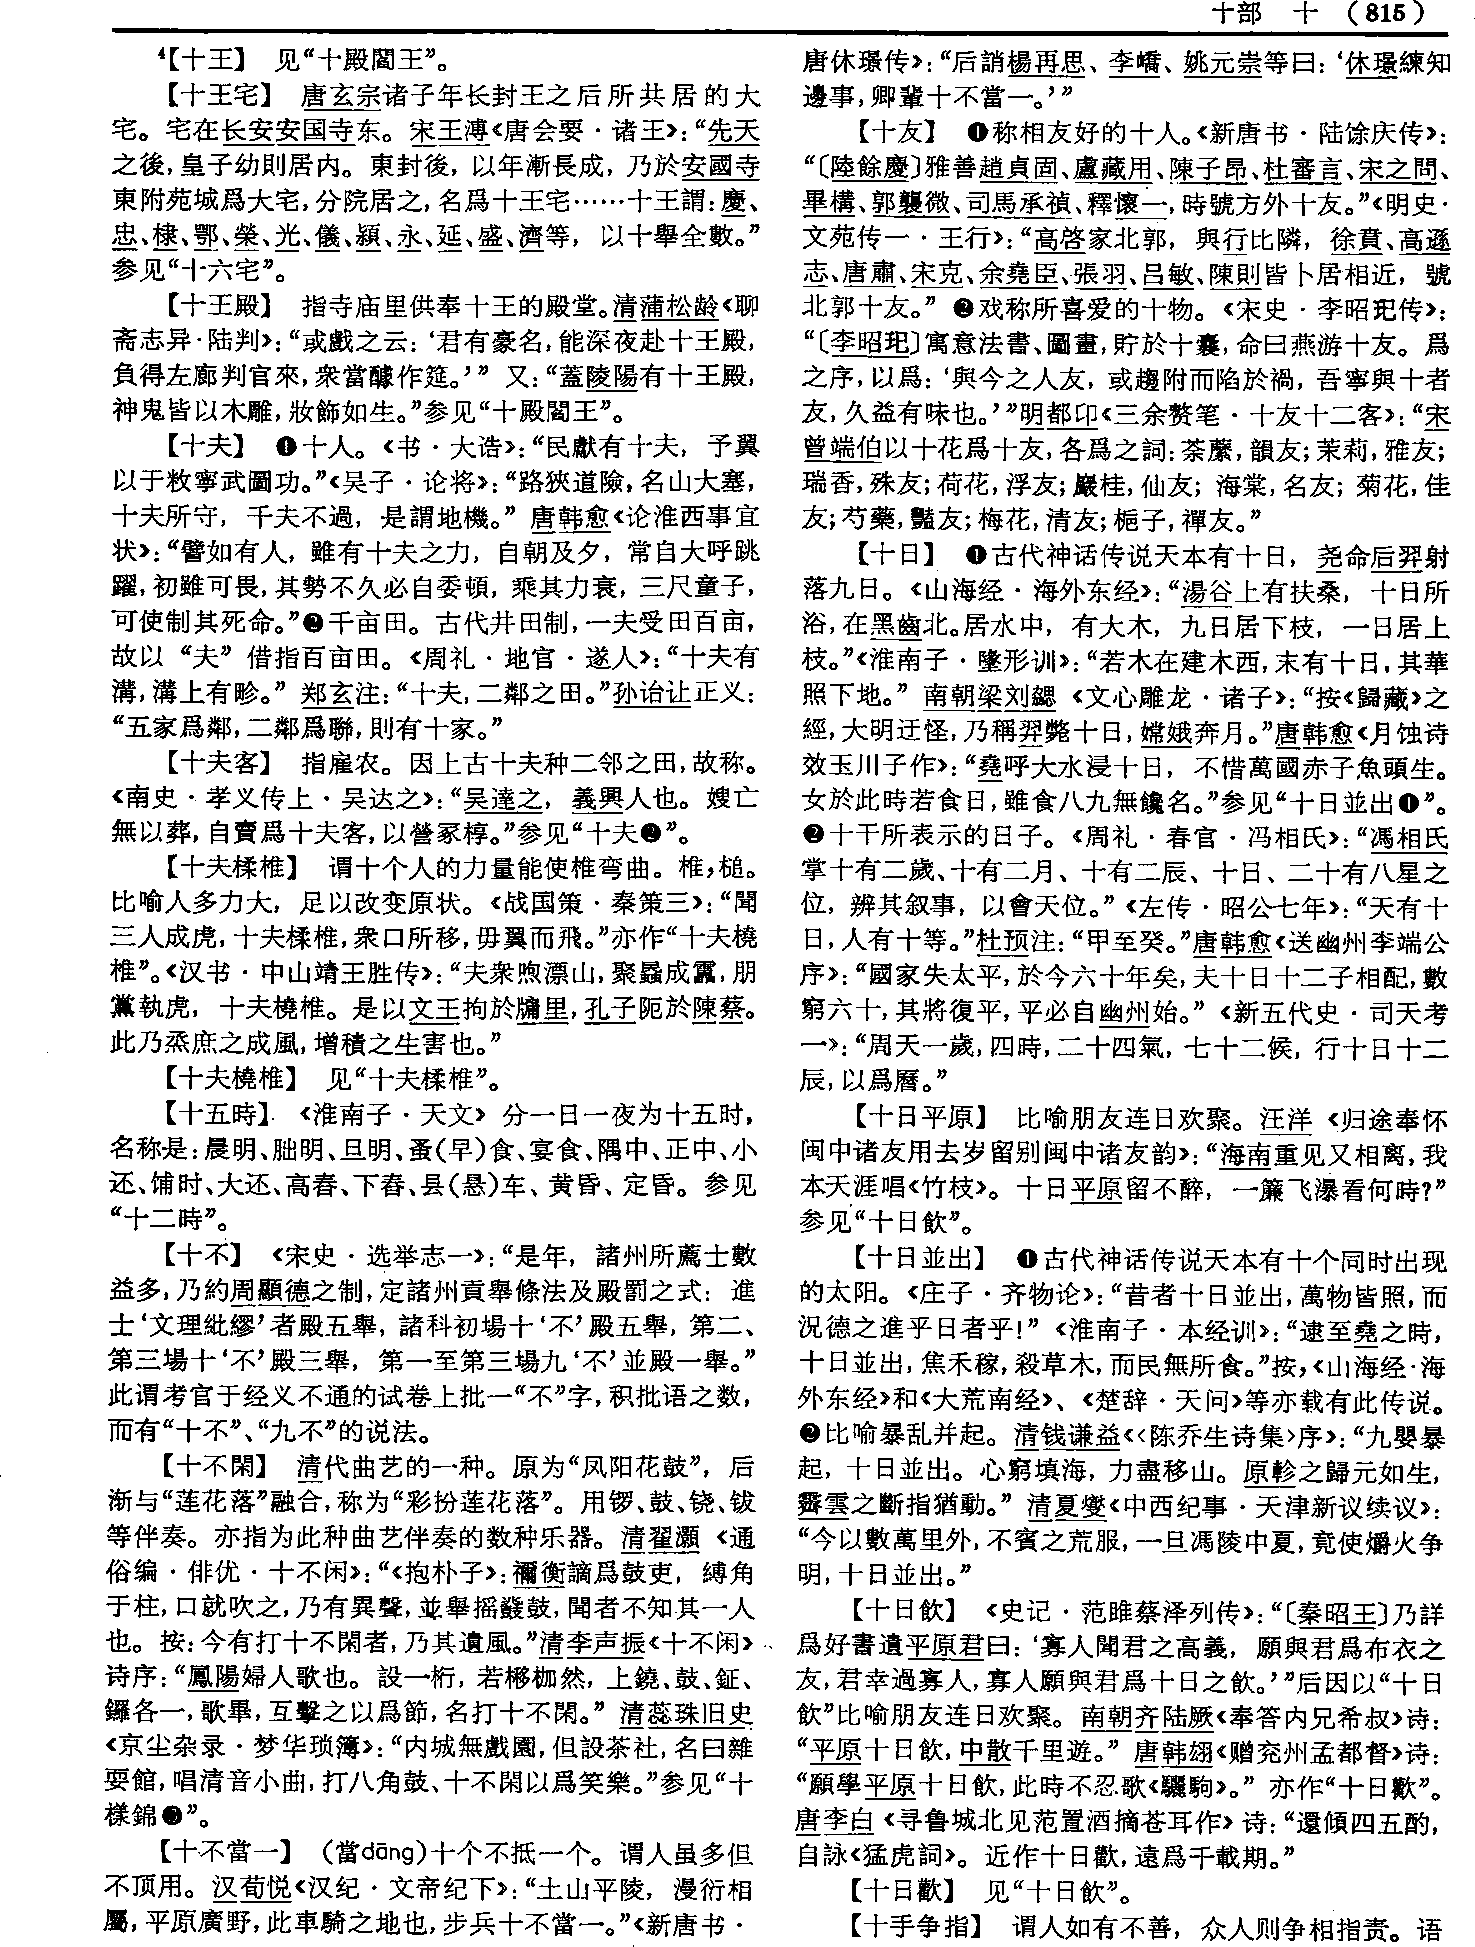 十部 十 （815）
⁴【十王】 见“十殿閻王”。
【十王宅】 唐玄宗诸子年长封王之后所共居的大
宅。宅在长安安国寺东。宋王溥《唐会要·诸王》：“先天
之後，皇子幼則居内。東封後，以年漸長成，乃於安國寺
東附苑城爲大宅，分院居之，名爲十王宅……十王謂：慶、
忠、棣、鄂、榮、光、儀、潁、永、延、盛、濟等，以十舉全數。”
参见“十六宅”。
【十王殿】 指寺庙里供奉十王的殿堂。清蒲松龄《聊
斋志异·陆判》：“或戲之云：‘君有豪名，能深夜赴十王殿，
負得左廊判官來，衆當醵作筵。’” 又：“蓋陵陽有十王殿，
神鬼皆以木雕，妝飾如生。”参见“十殿閻王”。
【十夫】 ❶十人。《书·大诰》：“民獻有十夫，予翼
以于敉寧武圖功。”《吴子·论将》：“路狹道險，名山大塞，
十夫所守，千夫不過，是謂地機。” 唐韩愈《论淮西事宜
状》：“譬如有人，雖有十夫之力，自朝及夕，常自大呼跳
躍，初雖可畏，其勢不久必自委頓，乘其力衰，三尺童子，
可使制其死命。”❷千亩田。古代井田制，一夫受田百亩，
故以“夫”借指百亩田。《周礼·地官·遂人》：“十夫有
溝，溝上有畛。” 郑玄注：“十夫，二鄰之田。”孙诒让正义：
“五家爲鄰，二鄰爲聯，則有十家。”
【十夫客】 指雇农。因上古十夫种二邻之田，故称。
《南史·孝义传上·吴达之》：“吴達之，義興人也。嫂亡
無以葬，自賣爲十夫客，以營冢椁。”参见“十夫❷”。
【十夫楺椎】 谓十个人的力量能使椎弯曲。椎，槌。
比喻人多力大，足以改变原状。《战国策·秦策三》：“聞
三人成虎，十夫楺椎，衆口所移，毋翼而飛。”亦作“十夫橈
椎”。《汉书·中山靖王胜传》：“夫衆喣漂山，聚蟁成靁，朋
黨執虎，十夫橈椎。是以文王拘於牖里，孔子阨於陳蔡。
此乃烝庶之成風，增積之生害也。”
【十夫橈椎】 见“十夫楺椎”。
【十五時】 《淮南子·天文》分一日一夜为十五时，
名称是：晨明、朏明、旦明、蚤（早）食、宴食、隅中、正中、小
还、餔时、大还、高舂、下舂、县（悬）车、黄昏、定昏。参见
“十二時”。
【十不】 《宋史·选举志一》：“是年，諸州所薦士數
益多，乃約周顯德之制，定諸州貢舉條法及殿罰之式：進
士‘文理紕繆’者殿五舉，諸科初場十‘不’殿五舉，第二、
第三場十‘不’殿三舉，第一至第三場九‘不’並殿一舉。”
此谓考官于经义不通的试卷上批一“不”字，积批语之数，
而有“十不”、“九不”的说法。
【十不閑】 清代曲艺的一种。原为“凤阳花鼓”，后
渐与“莲花落”融合，称为“彩扮莲花落”。用锣、鼓、铙、钹
等伴奏。亦指为此种曲艺伴奏的数种乐器。清翟灏《通
俗编·俳优·十不闲》：“《抱朴子》：禰衡謫爲鼓吏，縛角
于柱，口就吹之，乃有異聲，並舉摇鼗鼓，聞者不知其一人
也。按：今有打十不閑者，乃其遺風。”清李声振《十不闲》
诗序：“鳳陽婦人歌也。設一桁，若栘枷然，上鐃、鼓、鉦、
鑼各一，歌畢，互擊之以爲節，名打十不閑。” 清蕊珠旧史
《京尘杂录·梦华琐簿》：“内城無戲園，但設茶社，名曰雜
耍館，唱清音小曲，打八角鼓、十不閑以爲笑樂。”参见“十
樣錦❸”。
【十不當一】 （當dāng）十个不抵一个。谓人虽多但
不顶用。汉荀悦《汉纪·文帝纪下》：“土山平陵，漫衍相
屬，平原廣野，此車騎之地也，步兵十不當一。”《新唐书·
唐休璟传》：“后誚楊再思、李嶠、姚元崇等曰：‘休璟練知
邊事，卿輩十不當一。’”
【十友】 ❶称相友好的十人。《新唐书·陆馀庆传》：
“〔陸餘慶〕雅善趙貞固、盧藏用、陳子昂、杜審言、宋之問、
畢構、郭襲微、司馬承禎、釋懷一，時號方外十友。”《明史·
文苑传一·王行》：“高啓家北郭，與行比隣，徐賁、高遜
志、唐肅、宋克、余堯臣、張羽、吕敏、陳則皆卜居相近，號
北郭十友。” ❷戏称所喜爱的十物。《宋史·李昭玘传》：
“〔李昭玘〕寓意法書、圖畫，貯於十囊，命曰燕游十友。爲
之序，以爲：‘與今之人友，或趨附而陷於禍，吾寧與十者
友，久益有味也。’”明都卬《三余赘笔·十友十二客》：“宋
曾端伯以十花爲十友，各爲之詞：荼蘼，韻友；茉莉，雅友；
瑞香，殊友；荷花，浮友；巖桂，仙友；海棠，名友；菊花，佳
友；芍藥，豔友；梅花，清友；梔子，禪友。”
【十日】 ❶古代神话传说天本有十日，尧命后羿射
落九日。《山海经·海外东经》：“湯谷上有扶桑，十日所
浴，在黑齒北。居水中，有大木，九日居下枝，一日居上
枝。”《淮南子·墬形训》：“若木在建木西，末有十日，其華
照下地。” 南朝梁刘勰《文心雕龙·诸子》：“按《歸藏》之
經，大明迂怪，乃稱羿斃十日，嫦娥奔月。”唐韩愈《月蚀诗
效玉川子作》：“堯呼大水浸十日，不惜萬國赤子魚頭生。
女於此時若食日，雖食八九無饞名。”参见“十日並出❶”。
❷十干所表示的日子。《周礼·春官·冯相氏》：“馮相氏
掌十有二歲、十有二月、十有二辰、十日、二十有八星之
位，辨其叙事，以會天位。”《左传·昭公七年》：“天有十
日，人有十等。”杜预注：“甲至癸。”唐韩愈《送幽州李端公
序》：“國家失太平，於今六十年矣，夫十日十二子相配，數
窮六十，其將復平，平必自幽州始。”《新五代史·司天考
一》：“周天一歲，四時，二十四氣，七十二候，行十日十二
辰，以爲曆。”
【十日平原】 比喻朋友连日欢聚。汪洋《归途奉怀
闽中诸友用去岁留别闽中诸友韵》：“海南重见又相离，我
本天涯唱《竹枝》。十日平原留不醉，一簾飞瀑看何時？”
参见“十日飲”。
【十日並出】 ❶古代神话传说天本有十个同时出现
的太阳。《庄子·齐物论》：“昔者十日並出，萬物皆照，而
況德之進乎日者乎！”《淮南子·本经训》：“逮至堯之時，
十日並出，焦禾稼，殺草木，而民無所食。”按，《山海经·海
外东经》和《大荒南经》、《楚辞·天问》等亦载有此传说。
❷比喻暴乱并起。清钱谦益《〈陈乔生诗集〉序》：“九嬰暴
起，十日並出。心窮填海，力盡移山。原軫之歸元如生，
霽雲之斷指猶動。” 清夏燮《中西纪事·天津新议续议》：
“今以數萬里外，不賓之荒服，一旦馮陵中夏，竟使爝火争
明，十日並出。”
【十日飲】 《史记·范雎蔡泽列传》：“〔秦昭王〕乃詳
爲好書遺平原君曰：‘寡人聞君之高義，願與君爲布衣之
友，君幸過寡人，寡人願與君爲十日之飲。’”后因以“十日
飲”比喻朋友连日欢聚。南朝齐陆厥《奉答内兄希叔》诗：
“平原十日飲，中散千里遊。” 唐韩翃《赠兖州孟都督》诗：
“願學平原十日飲，此時不忍歌《驪駒》。” 亦作“十日歡”。
唐李白《寻鲁城北见范置酒摘苍耳作》诗：“還傾四五酌，
自詠《猛虎詞》。近作十日歡，遠爲千載期。”
【十日歡】 见“十日飲”。
【十手争指】 谓人如有不善，众人则争相指责。语